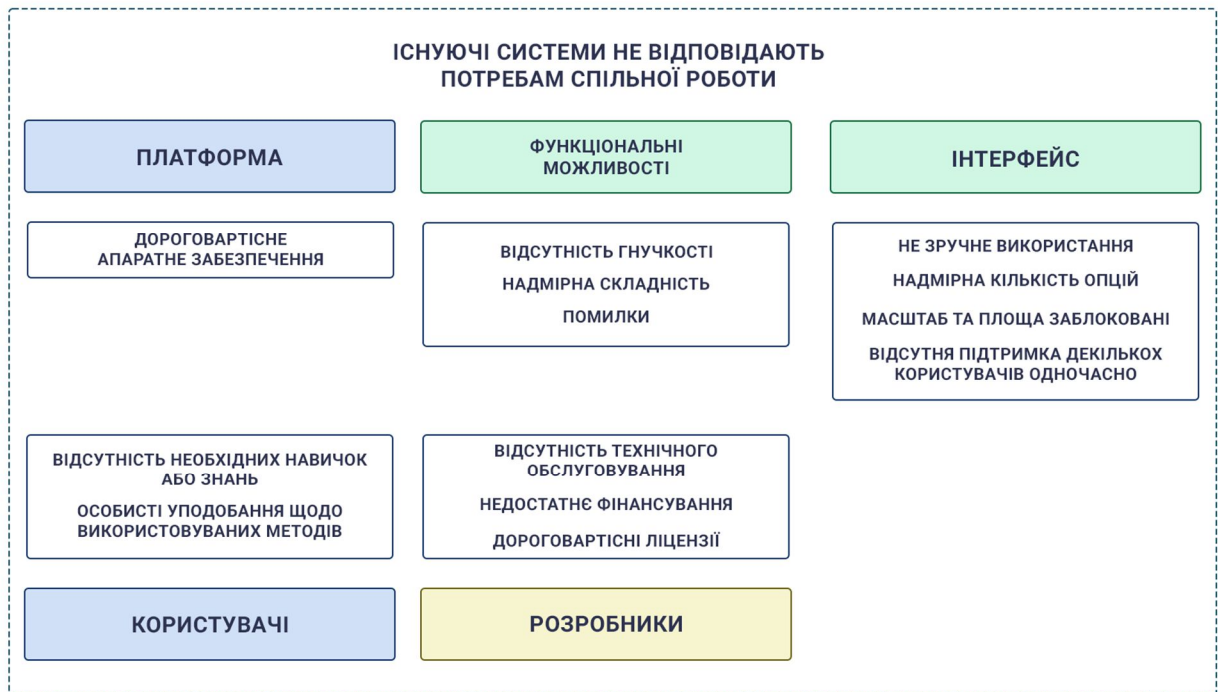 ІСНУЮЧІ СИСТЕМИ НЕ ВІДПОВІДАЮТЬ
ПОТРЕБАМ СПІЛЬНОЇ РОБОТИ
ПЛАТФОРМА
ФУНКЦІОНАЛЬНІ
МОЖЛИВОСТІ
ІНТЕРФЕЙС
ДОРОГОВАРТІСНЕ
АПАРАТНЕ ЗАБЕЗПЕЧЕННЯ
ВІДСУТНІСТЬ ГНУЧКОСТІ
НАДМІРНА СКЛАДНІСТЬ
ПОМИЛКИ
НЕ ЗРУЧНЕ ВИКОРИСТАННЯ
НАДМІРНА КІЛЬКІСТЬ ОПЦІЙ
МАСШТАБ ТА ПЛОЩА ЗАБЛОКОВАНІ
ВІДСУТНЯ ПІДТРИМКА ДЕКІЛЬКОХ
КОРИСТУВАЧІВ ОДНОЧАСНО
ВІДСУТНІСТЬ НЕОБХІДНИХ НАВИЧОК
АБО ЗНАНЬ
ОСОБИСТІ УПОДОБАННЯ ЩОДО
ВИКОРИСТОВУВАНИХ МЕТОДІВ
ВІДСУТНІСТЬ ТЕХНІЧНОГО
ОБСЛУГОВУВАННЯ
НЕДОСТАТНЄ ФІНАНСУВАННЯ
ДОРОГОВАРТІСНІ ЛІЦЕНЗІЇ
КОРИСТУВАЧІ
РОЗРОБНИКИ